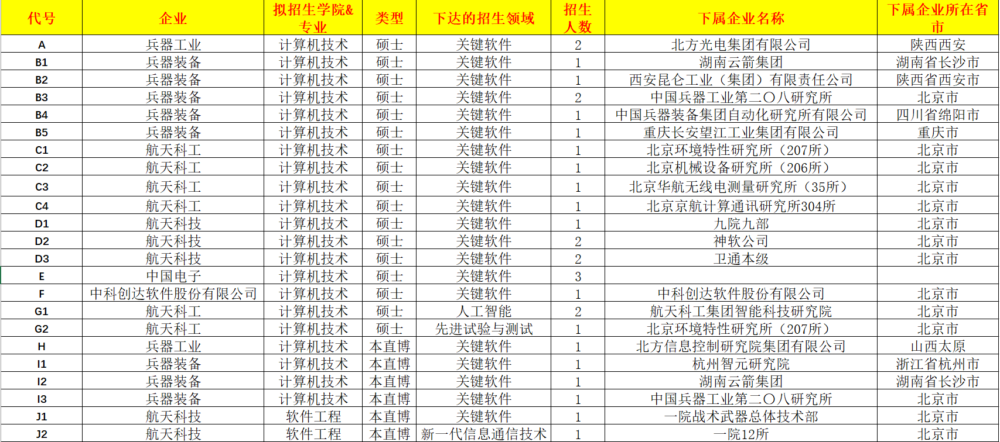 代号 企业 拟招生学院&专业 类型 下达的招生领域 招生人数 下属企业名称 下属企业所在省市
A 兵器工业 计算机技术 硕士 关键软件 2 北方光电集团有限公司 陕西西安
B1 兵器装备 计算机技术 硕士 关键软件 1 湖南云箭集团 湖南省长沙市
B2 兵器装备 计算机技术 硕士 关键软件 1 西安昆仑工业（集团）有限责任公司 陕西省西安市
B3 兵器装备 计算机技术 硕士 关键软件 2 中国兵器工业第二〇八研究所 北京市
B4 兵器装备 计算机技术 硕士 关键软件 1 中国兵器装备集团自动化研究所有限公司 四川省绵阳市
B5 兵器装备 计算机技术 硕士 关键软件 1 重庆长安望江工业集团有限公司 重庆市
C1 航天科工 计算机技术 硕士 关键软件 1 北京环境特性研究所（207所） 北京市
C2 航天科工 计算机技术 硕士 关键软件 1 北京机械设备研究所（206所） 北京市
C3 航天科工 计算机技术 硕士 关键软件 1 北京华航无线电测量研究所（35所） 北京市
C4 航天科工 计算机技术 硕士 关键软件 1 北京京航计算通讯研究所304所 北京市
D1 航天科技 计算机技术 硕士 关键软件 1 九院九部 北京市
D2 航天科技 计算机技术 硕士 关键软件 2 神软公司 北京市
D3 航天科技 计算机技术 硕士 关键软件 2 卫通本级 北京市
E 中国电子 计算机技术 硕士 关键软件 3
F 中科创达软件股份有限公司 计算机技术 硕士 关键软件 1 中科创达软件股份有限公司 北京市
G1 航天科工 计算机技术 硕士 人工智能 2 航天科工集团智能科技研究院 北京市
G2 航天科工 计算机技术 硕士 先进试验与测试 1 北京环境特性研究所（207所） 北京市
H 兵器工业 计算机技术 本直博 关键软件 1 北方信息控制研究院集团有限公司 山西太原
I1 兵器装备 计算机技术 本直博 关键软件 1 杭州智元研究院 浙江省杭州市
I2 兵器装备 计算机技术 本直博 关键软件 1 湖南云箭集团 湖南省长沙市
I3 兵器装备 计算机技术 本直博 关键软件 1 中国兵器工业第二〇八研究所 北京市
J1 航天科技 软件工程 本直博 关键软件 1 一院战术武器总体技术部 北京市
J2 航天科技 软件工程 本直博 新一代信息通信技术 1 一院12所 北京市